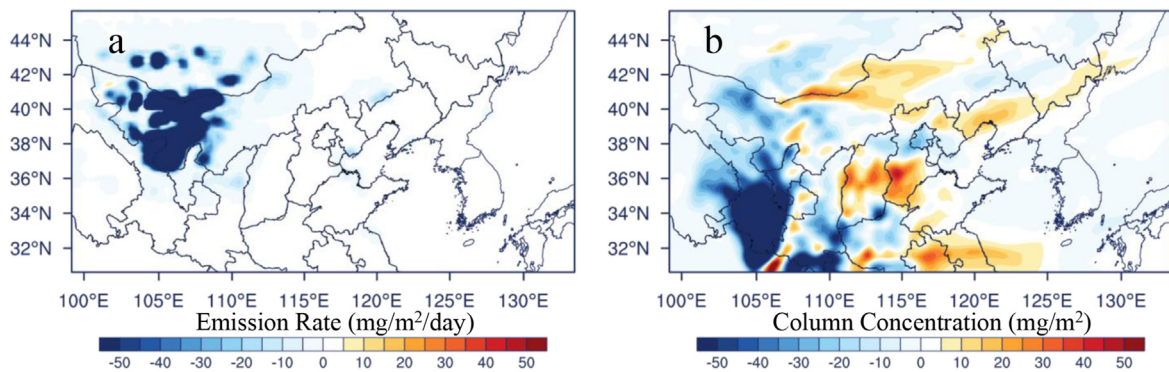 a
44°N
42°N
40°N
38°N
36°N
34°N
32°N
100°E 105°E 110°E 115°E 120°E 125°E 130°E
Emission Rate (mg/m²/day)
-50 -40 -30 -20 -10 0 10 20 30 40 50
b
44°N
42°N
40°N
38°N
36°N
34°N
32°N
100°E 105°E 110°E 115°E 120°E 125°E 130°E
Column Concentration (mg/m²)
-50 -40 -30 -20 -10 0 10 20 30 40 50